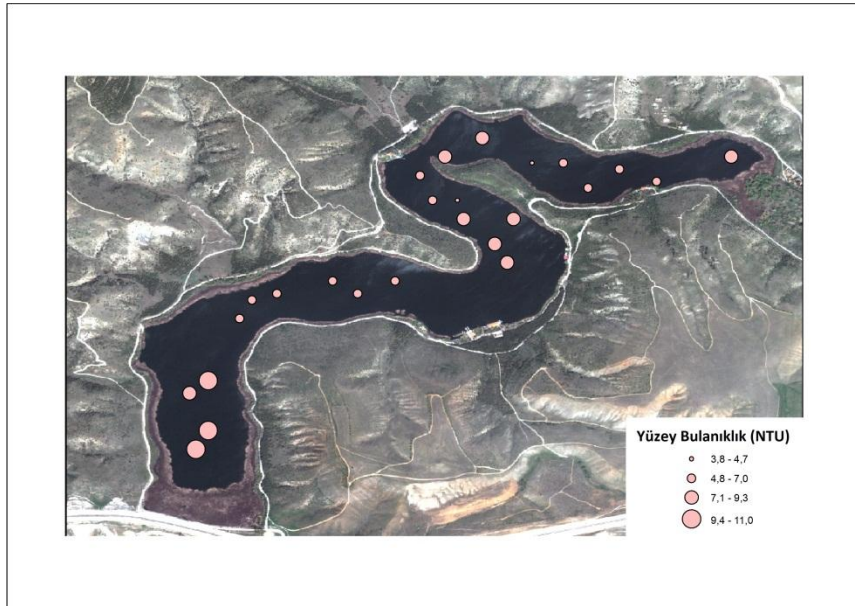 Yüzey Bulanıklık (NTU)
3,8 - 4,7
4,8 - 7,0
7,1 - 9,3
9,4 - 11,0